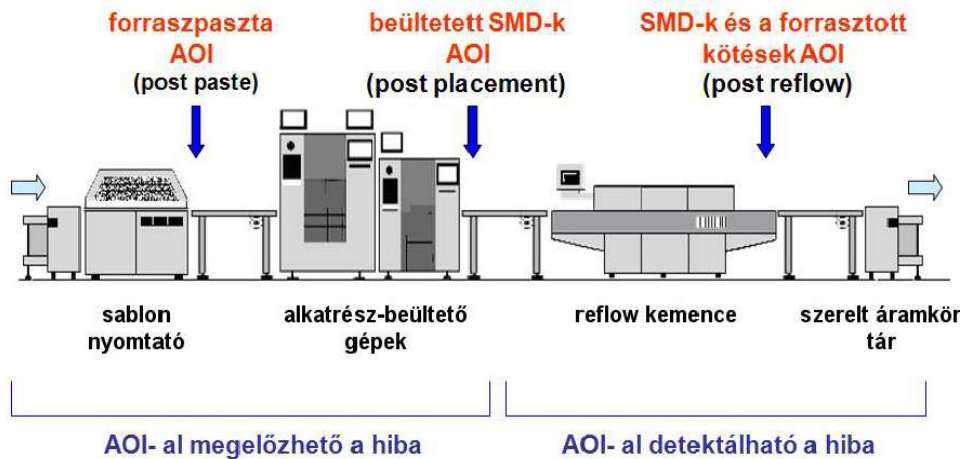 forraszpaszta
AOI
(post paste)
beültetett SMD-k
AOI
(post placement)
SMD-k és a forrasztott
kötések AOI
(post reflow)
sablon
nyomtató
alkatrész-beültető
gépek
reflow kemence
szerelt áramkör
tár
AOI- al megelőzhető a hiba
AOI- al detektálható a hiba